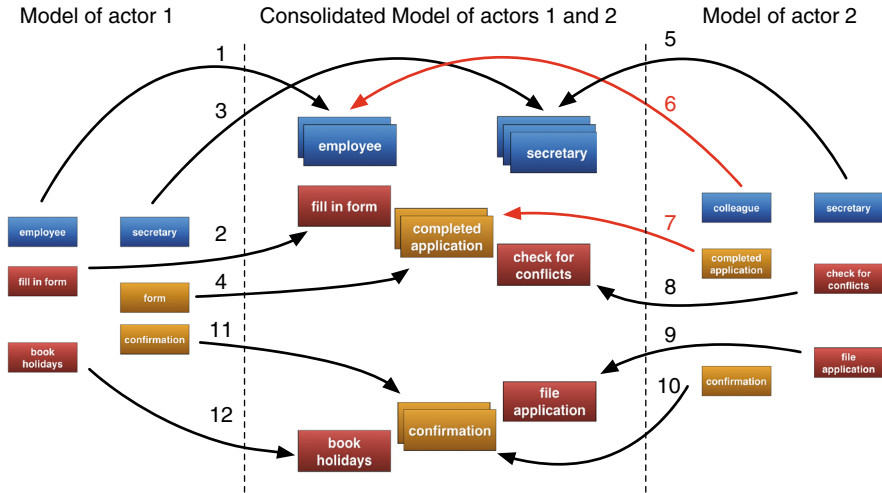 Model of actor 1
Consolidated Model of actors 1 and 2
Model of actor 2
1
3
5
6
employee
secretary
fill in form
completed
application
check for
conflicts
employee
secretary
2
fill in form
form
4
confirmation
11
book
holidays
12
colleague
secretary
7
completed
application
check for
conflicts
8
9
file
application
confirmation
10
file
application
confirmation
book
holidays